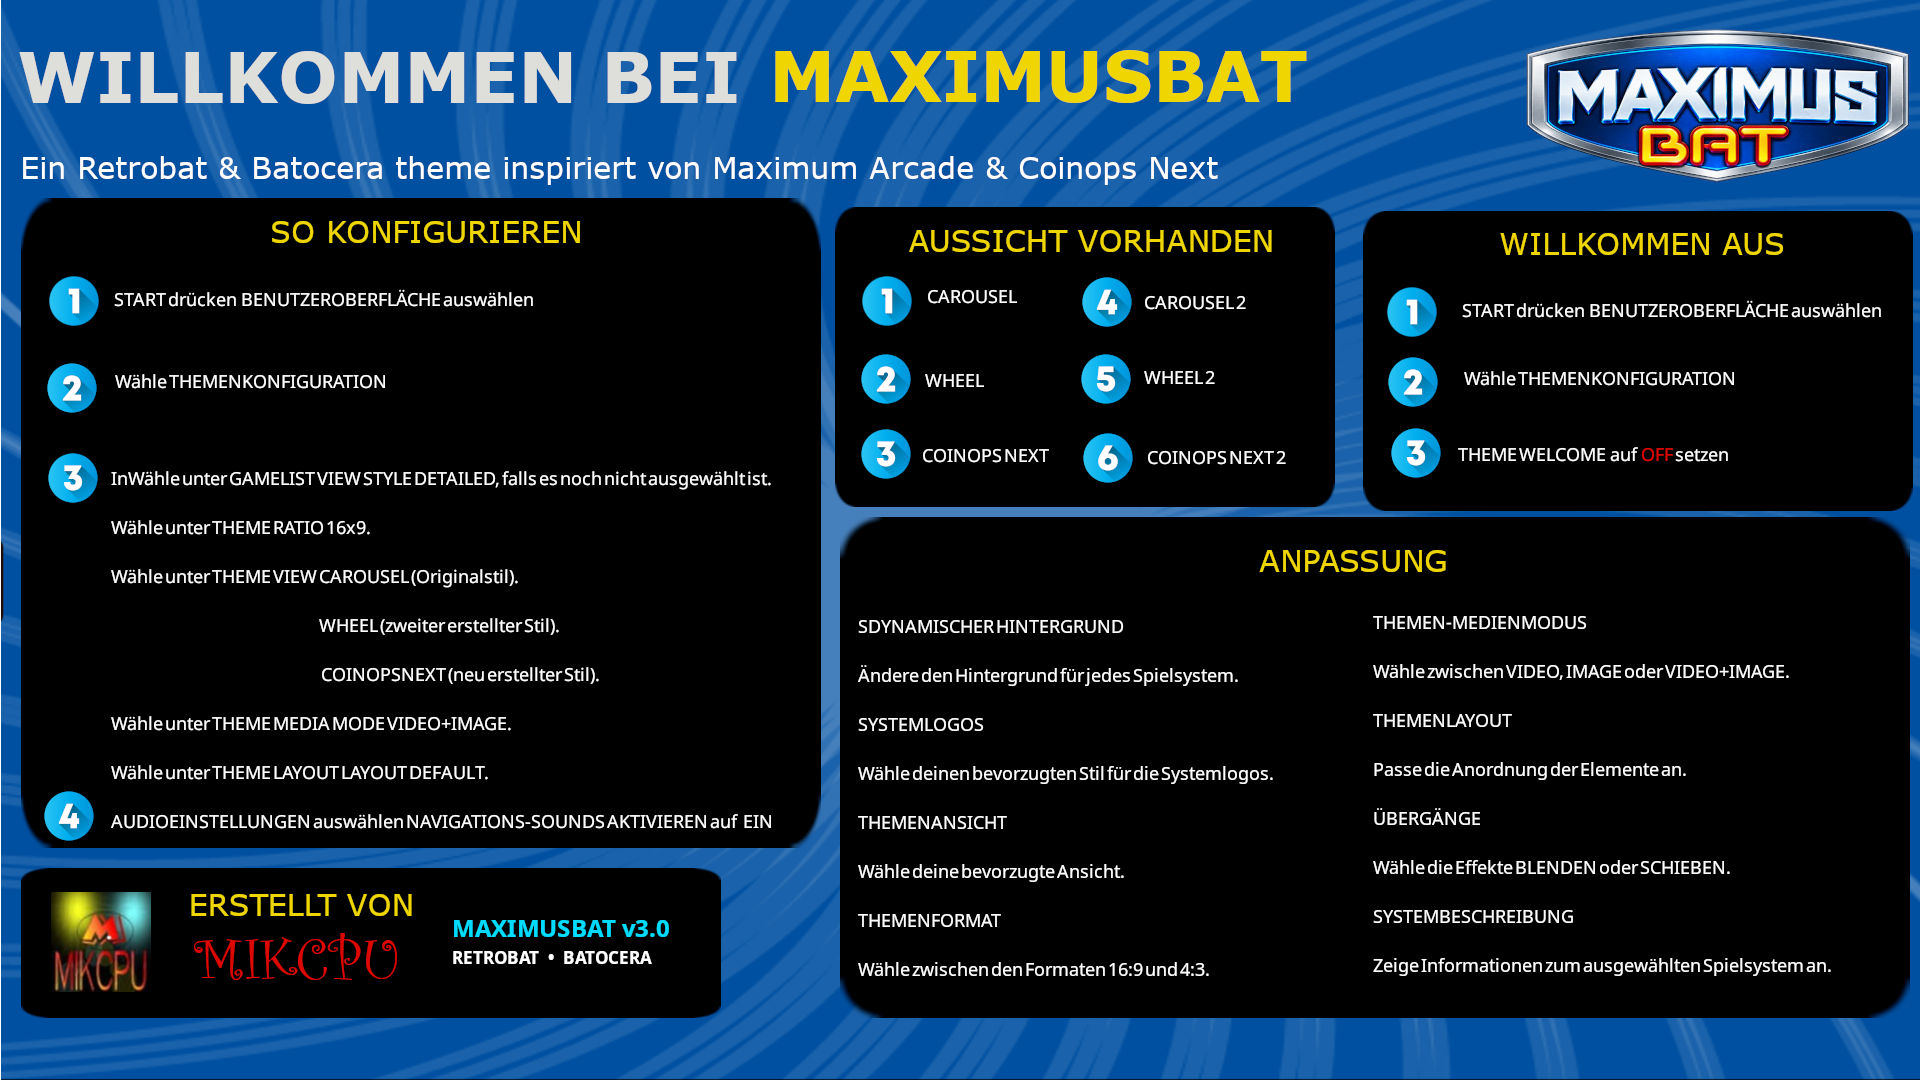 WILLKOMMEN BEI MAXIMUSBAT
MAXIMUS
BAT
Ein Retrobat & Batocera theme inspiriert von Maximum Arcade & Coinops Next
SO KONFIGURIEREN
1 START drücken BENUTZEROBERFLÄCHE auswählen
2 Wähle THEMENKONFIGURATION
3 InWähle unter GAMELIST VIEW STYLE DETAILED, falls es noch nicht ausgewählt ist.
Wähle unter THEME RATIO 16x9.
Wähle unter THEME VIEW CAROUSEL (Originalstil).
WHEEL (zweiter erstellter Stil).
COINOPSNEXT (neu erstellter Stil).
Wähle unter THEME MEDIA MODE VIDEO+IMAGE.
Wähle unter THEME LAYOUT LAYOUT DEFAULT.
4 AUDIOEINSTELLUNGEN auswählen NAVIGATIONS-SOUNDS AKTIVIEREN auf EIN
AUSSICHT VORHANDEN
1 CAROUSEL
2 WHEEL
3 COINOPS NEXT
4 CAROUSEL 2
5 WHEEL 2
6 COINOPS NEXT 2
WILLKOMMEN AUS
1 START drücken BENUTZEROBERFLÄCHE auswählen
2 Wähle THEMENKONFIGURATION
3 THEME WELCOME auf OFF setzen
ANPASSUNG
SDYNAMISCHER HINTERGRUND
Ändere den Hintergrund für jedes Spielsystem.
SYSTEMLOGOS
Wähle deinen bevorzugten Stil für die Systemlogos.
THEMENANSICHT
Wähle deine bevorzugte Ansicht.
THEMENFORMAT
Wähle zwischen den Formaten 16:9 und 4:3.
THEMEN-MEDIENMODUS
Wähle zwischen VIDEO, IMAGE oder VIDEO+IMAGE.
THEMENLAYOUT
Passe die Anordnung der Elemente an.
ÜBERGÄNGE
Wähle die Effekte BLENDEN oder SCHIEBEN.
SYSTEMBESCHREIBUNG
Zeige Informationen zum ausgewählten Spielsystem an.
M
MIKCPU
ERSTELLT VON
MIKCPU
MAXIMUSBAT v3.0
RETROBAT • BATOCERA